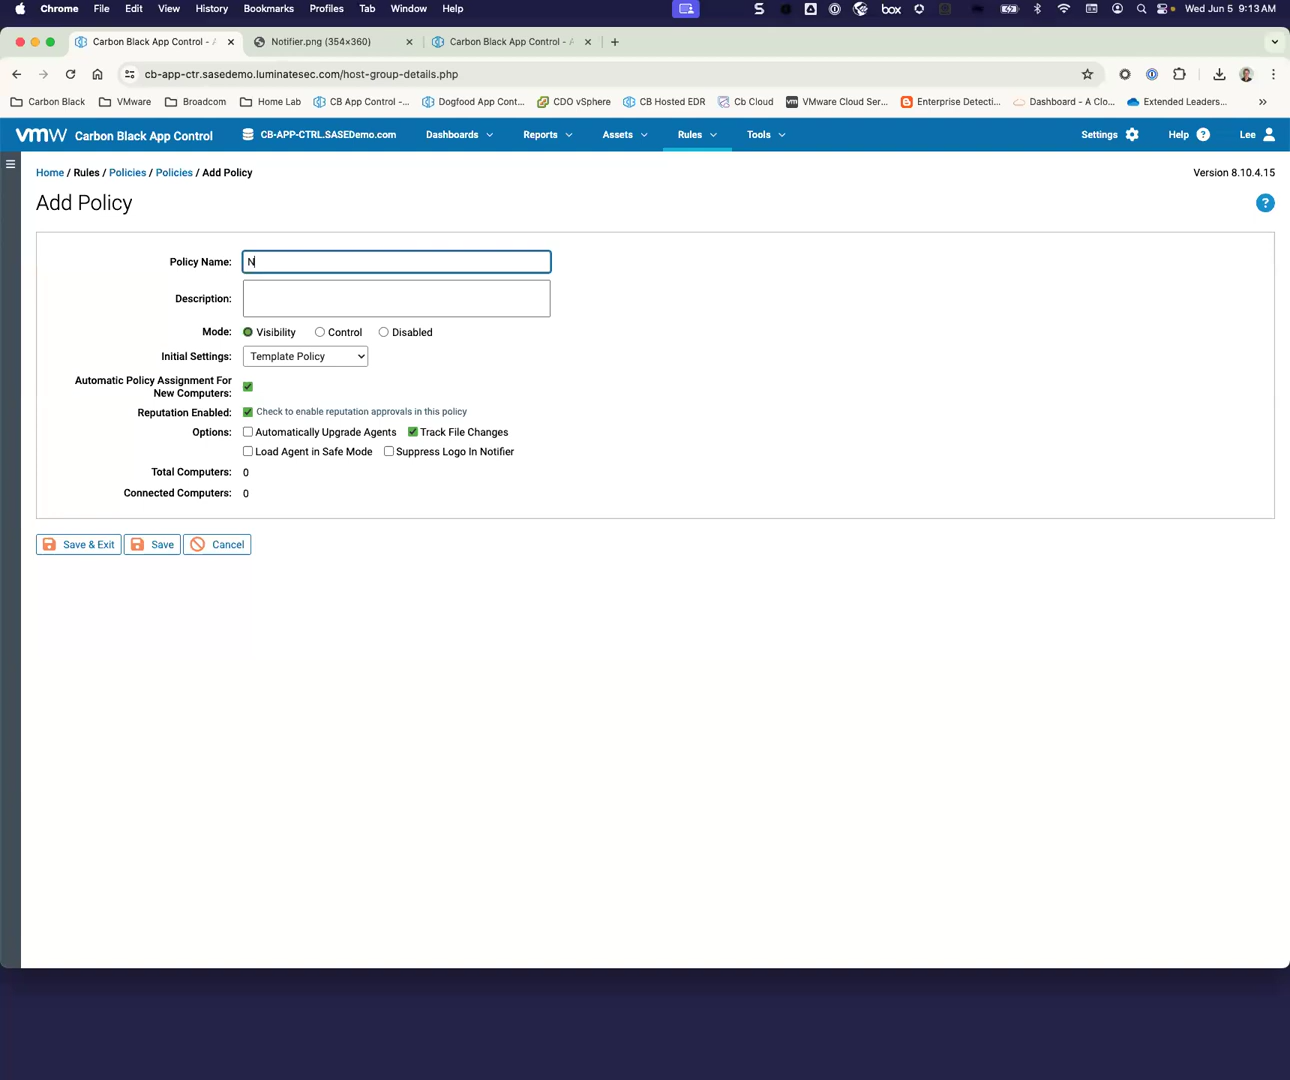 Chrome File Edit View History Bookmarks Profiles Tab Window Help box Wed Jun 5 9:13 AM
Carbon Black App Control - Notifier.png (354×360) Carbon Black App Control -
cb-app-ctr.sasedemo.luminatesec.com/host-group-details.php
Carbon Black VMware Broadcom Home Lab CB App Control -... Dogfood App Cont... CDO vSphere CB Hosted EDR Cb Cloud VMware Cloud Ser... Enterprise Detecti... Dashboard - A Clo... Extended Leaders... »
vmw Carbon Black App Control CB-APP-CTRL.SASEDemo.com Dashboards Reports Assets Rules Tools Settings Help ? Lee
Home / Rules / Policies / Policies / Add Policy Version 8.10.4.15
Add Policy ?
Policy Name: N
Description:
Mode: Visibility Control Disabled
Initial Settings: Template Policy
Automatic Policy Assignment For
New Computers:
Reputation Enabled: Check to enable reputation approvals in this policy
Options: Automatically Upgrade Agents Track File Changes
Load Agent in Safe Mode Suppress Logo In Notifier
Total Computers: 0
Connected Computers: 0
Save & Exit Save Cancel